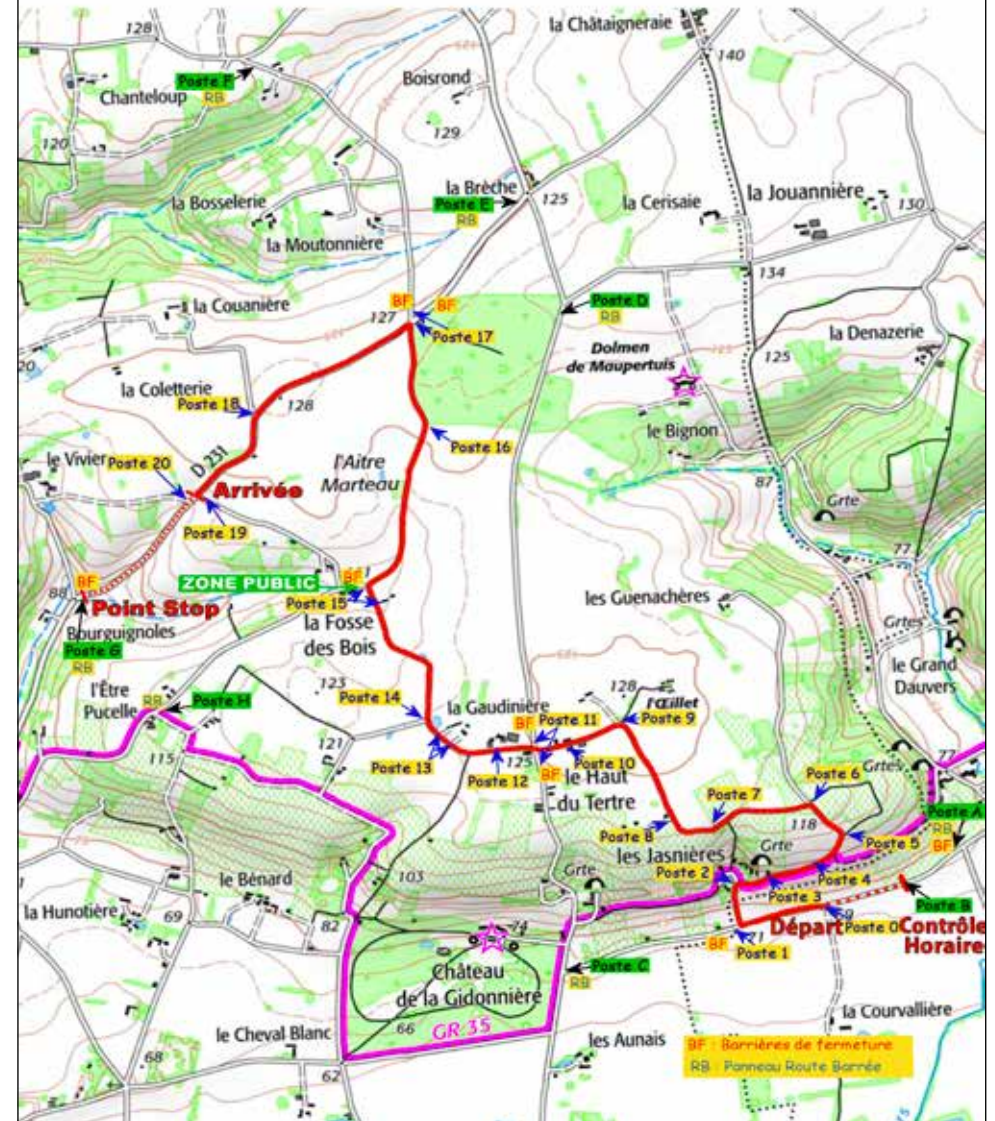 la Châtaigneraie
128
140
Poste F
RB
Chanteloup
Boisrond
129
120
la Brèche
125
Poste E
RB
la Bosselerie
la Cerisaie
la Jouannière
130
la Moutonnière
134
la Couanière
BF
BF
127
Poste 17
Poste D
RB
Dolmen
de Maupertuis
la Denazerie
125
20
la Coletterie
Poste 18
128
le Bignon
Poste 16
D 231
l'Aitre
Marteau
le Vivier
Poste 20
Arrivée
87
Grte
Poste 19
77
ZONE PUBLIC
BF
1
88
BF
Point Stop
Poste 15
la Fosse
des Bois
les Guenachères
Grtes
Bourguignoles
Poste G
RB
le Grand
Dauvers
l'Être
Pucelle
RB
Poste H
123
Poste 14
la Gaudinière
128
l'Œillet
Poste 9
BF
Poste 11
121
115
Poste 13
Poste 12
125
Poste 10
BF
le Haut
du Tertre
77
Grtes
Poste 6
Poste 7
Poste A
RB
BF
Poste 8
118
Poste 5
les Jasnières
Grte
Grte
Poste 2
Poste 4
Poste 3
103
le Bénard
Poste B
la Hunotière
69
82
74
Départ
69
Poste 0
Contrôle
Horaire
71
BF
Poste 1
Château
de la Gidonnière
Poste C
RB
66
GR 35
le Cheval Blanc
la Courvallière
les Aunais
BF : Barrières de fermeture
RB : Panneau Route Barrée
68
62